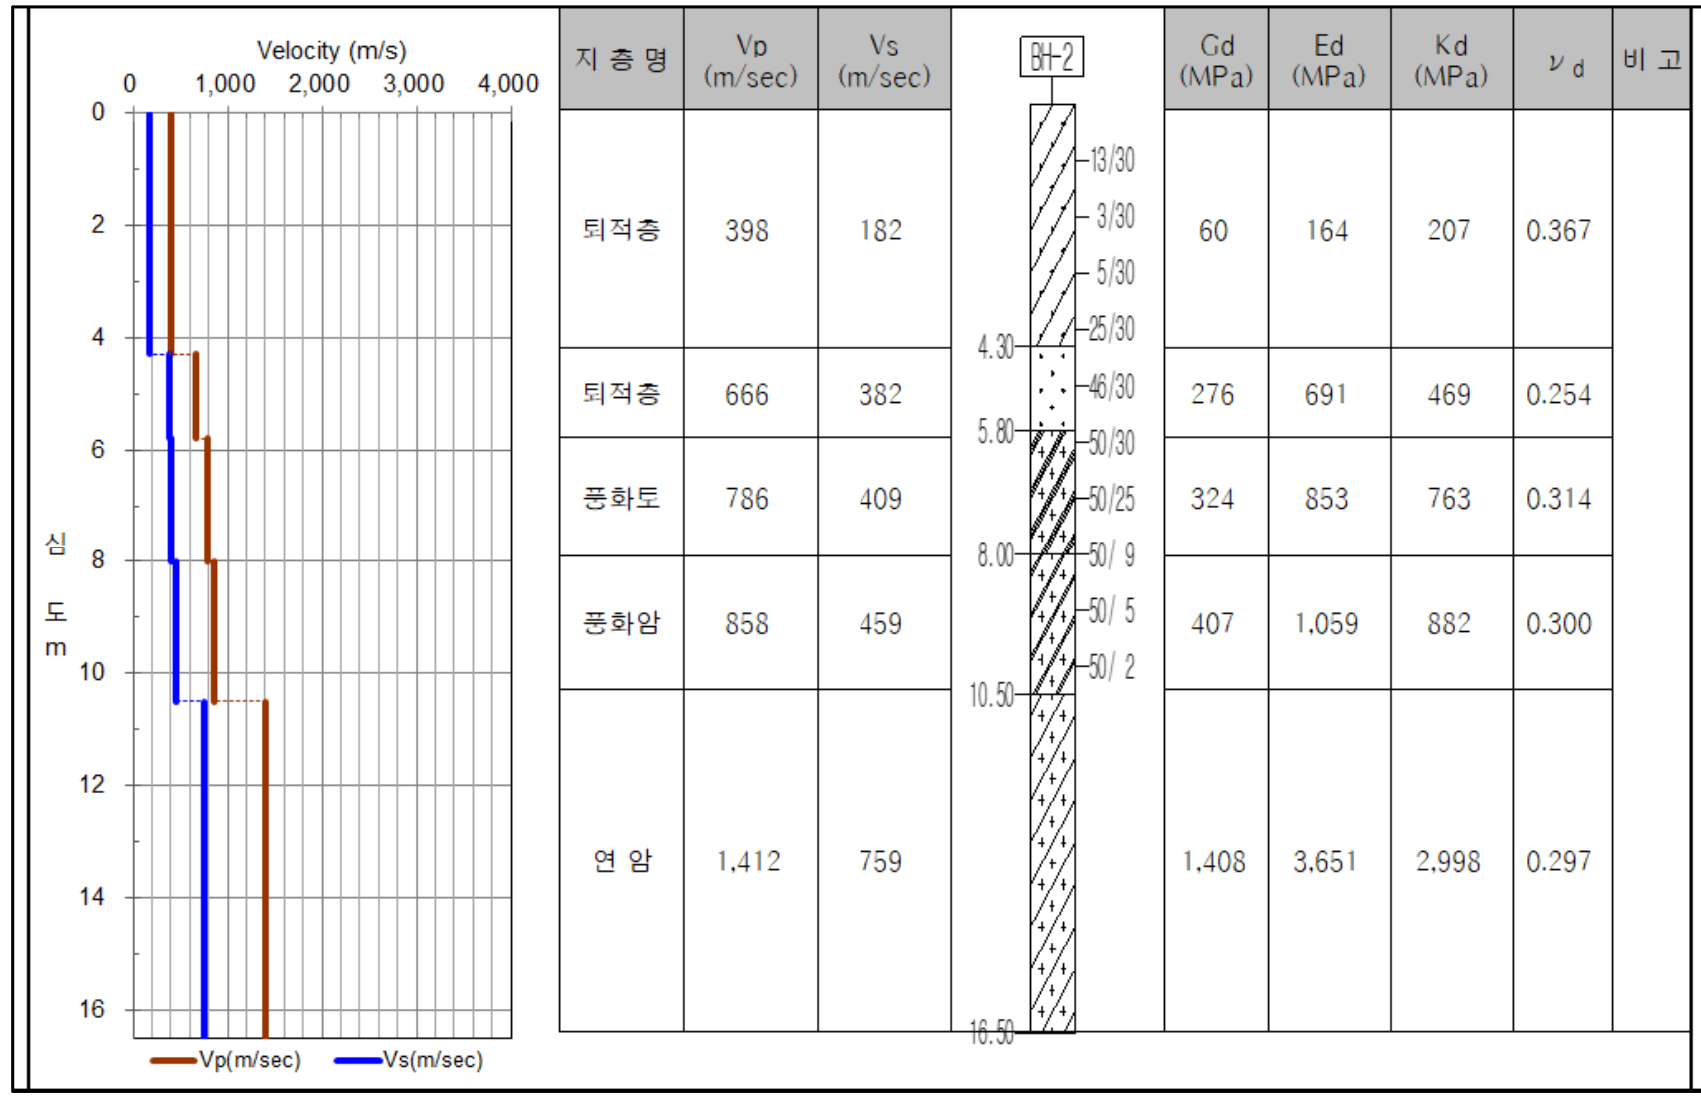 Velocity (m/s)
0 1,000 2,000 3,000 4,000
0
2
4
6
8
10
12
14
16
심
도
m
Vp(m/sec) Vs(m/sec)
지 층 명 Vp (m/sec) Vs (m/sec) BH-2 Gd (MPa) Ed (MPa) Kd (MPa) ν d 비 고
퇴적층 398 182 60 164 207 0.367
퇴적층 666 382 276 691 469 0.254
풍화토 786 409 324 853 763 0.314
풍화암 858 459 407 1,059 882 0.300
연 암 1,412 759 1,408 3,651 2,998 0.297
13/30
3/30
5/30
25/30
4.30
46/30
5.80
50/30
50/25
8.00 50/ 9
50/ 5
50/ 2
10.50
16.50